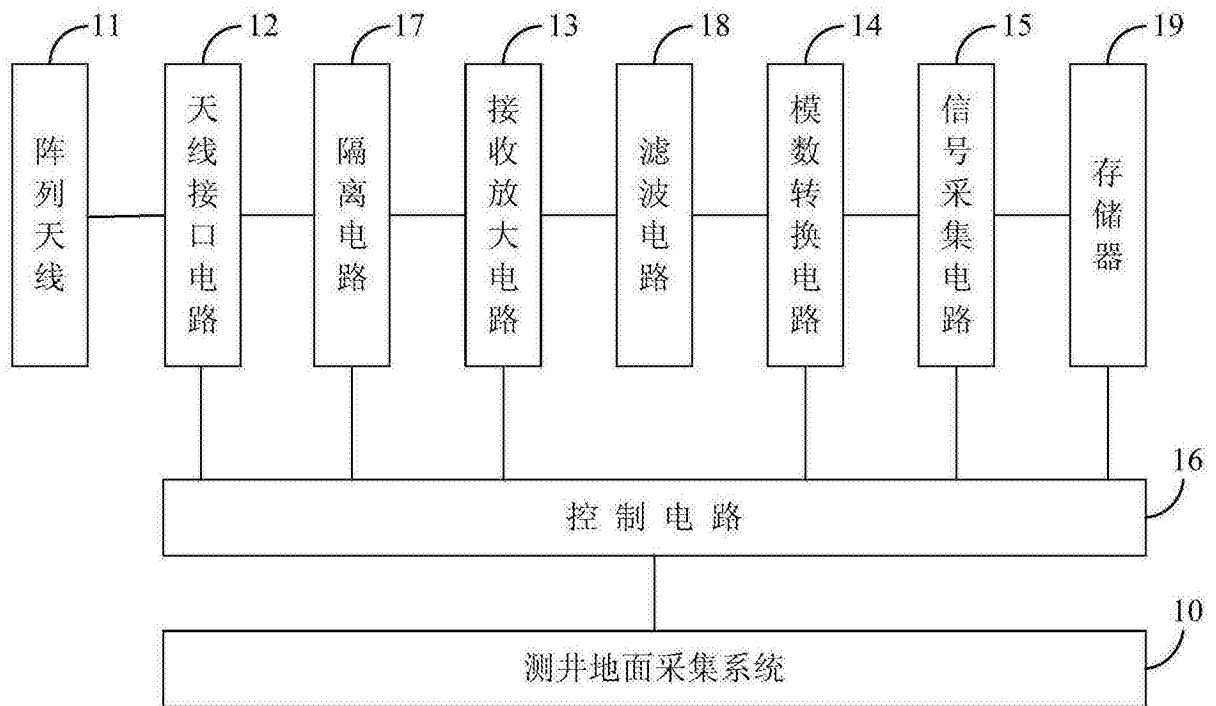 11
12
17
13
18
14
15
19
阵列天线
天线接口电路
隔离电路
接收放大电路
滤波电路
模数转换电路
信号采集电路
存储器
16
控制电路
10
测井地面采集系统